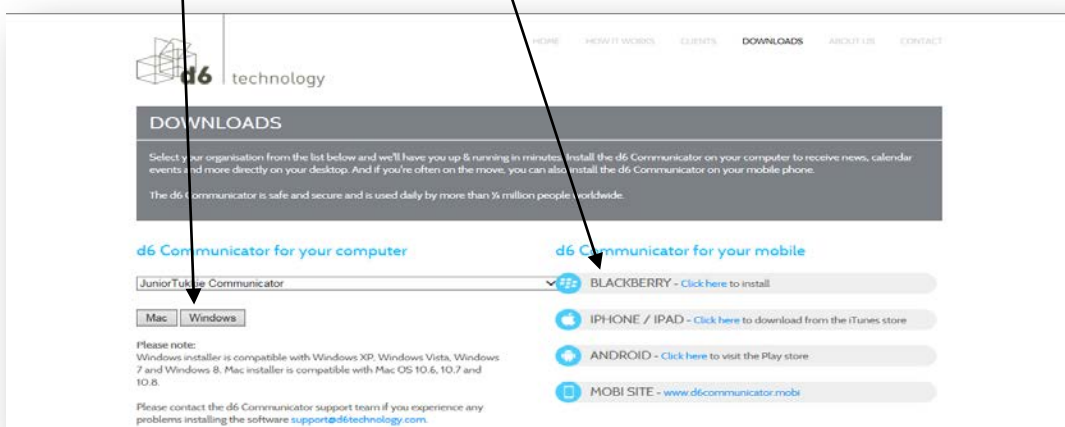 HOME HOW IT WORKS CLIENTS DOWNLOADS ABOUT US CONTACT
d6 technology
DOWNLOADS
Select your organisation from the list below and we'll have you up & running in minutes. Install the d6 Communicator on your computer to receive news, calendar
events and more directly on your desktop. And if you're often on the move, you can also install the d6 Communicator on your mobile phone.
The d6 Communicator is safe and secure and is used daily by more than ¼ million people worldwide.
d6 Communicator for your computer
JuniorTukkie Communicator
Mac Windows
Please note:
Windows installer is compatible with Windows XP, Windows Vista, Windows
7 and Windows 8. Mac installer is compatible with Mac OS 10.6, 10.7 and
10.8.
Please contact the d6 Communicator support team if you experience any
problems installing the software support@d6technology.com.
d6 Communicator for your mobile
BLACKBERRY - Click here to install
IPHONE / IPAD - Click here to download from the iTunes store
ANDROID - Click here to visit the Play store
MOBI SITE - www.d6communicator.mobi